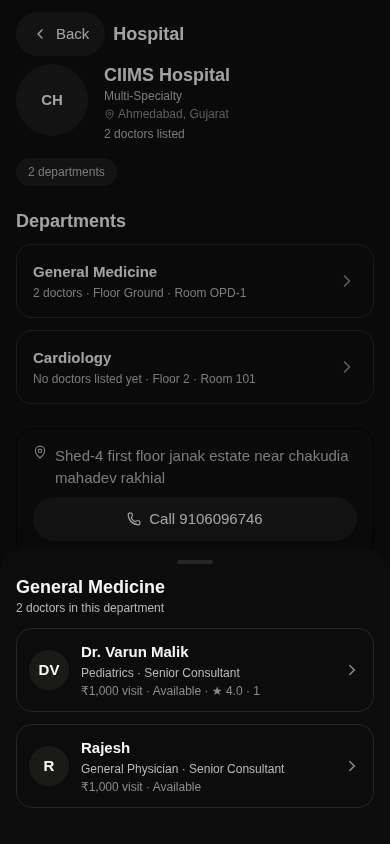 Back
Hospital
CH
CIIMS Hospital
Multi-Specialty
Ahmedabad, Gujarat
2 doctors listed
2 departments
Departments
General Medicine
2 doctors · Floor Ground · Room OPD-1
Cardiology
No doctors listed yet · Floor 2 · Room 101
Shed-4 first floor janak estate near chakudia
mahadev rakhial
Call 9106096746
General Medicine
2 doctors in this department
DV
Dr. Varun Malik
Pediatrics · Senior Consultant
₹1,000 visit · Available · ★ 4.0 · 1
R
Rajesh
General Physician · Senior Consultant
₹1,000 visit · Available